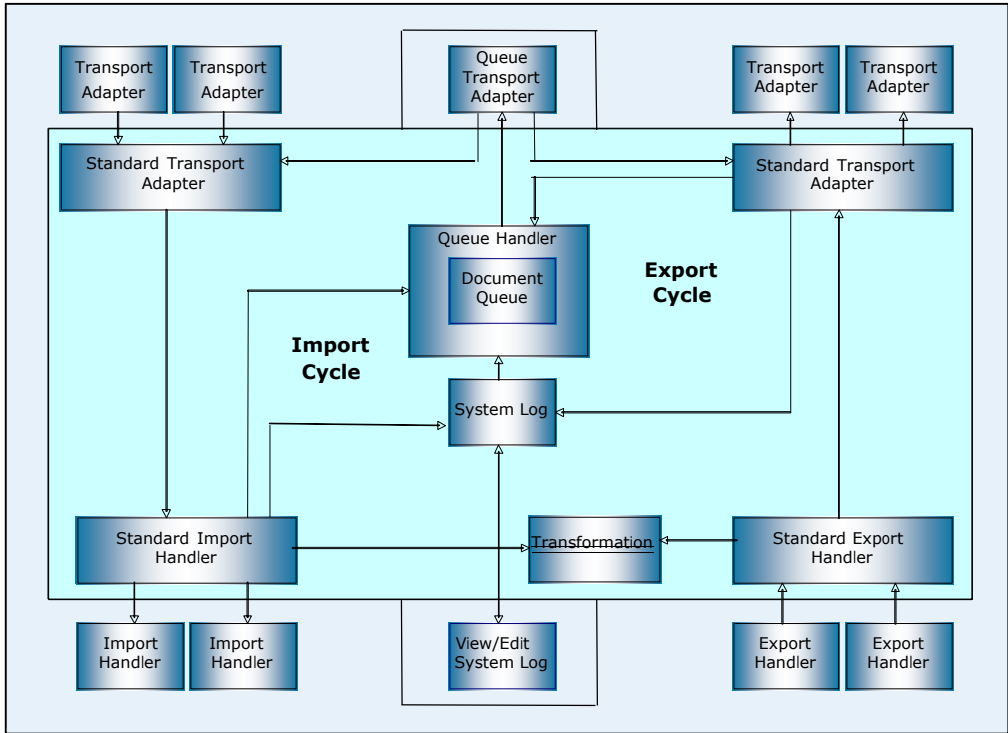 Transport
Adapter
Transport
Adapter
Queue
Transport
Adapter
Transport
Adapter
Transport
Adapter
Standard Transport
Adapter
Standard Transport
Adapter
Queue Handler
Document
Queue
Export
Cycle
Import
Cycle
System Log
Standard Import
Handler
Transformation
Standard Export
Handler
Import
Handler
Import
Handler
View/Edit
System Log
Export
Handler
Export
Handler